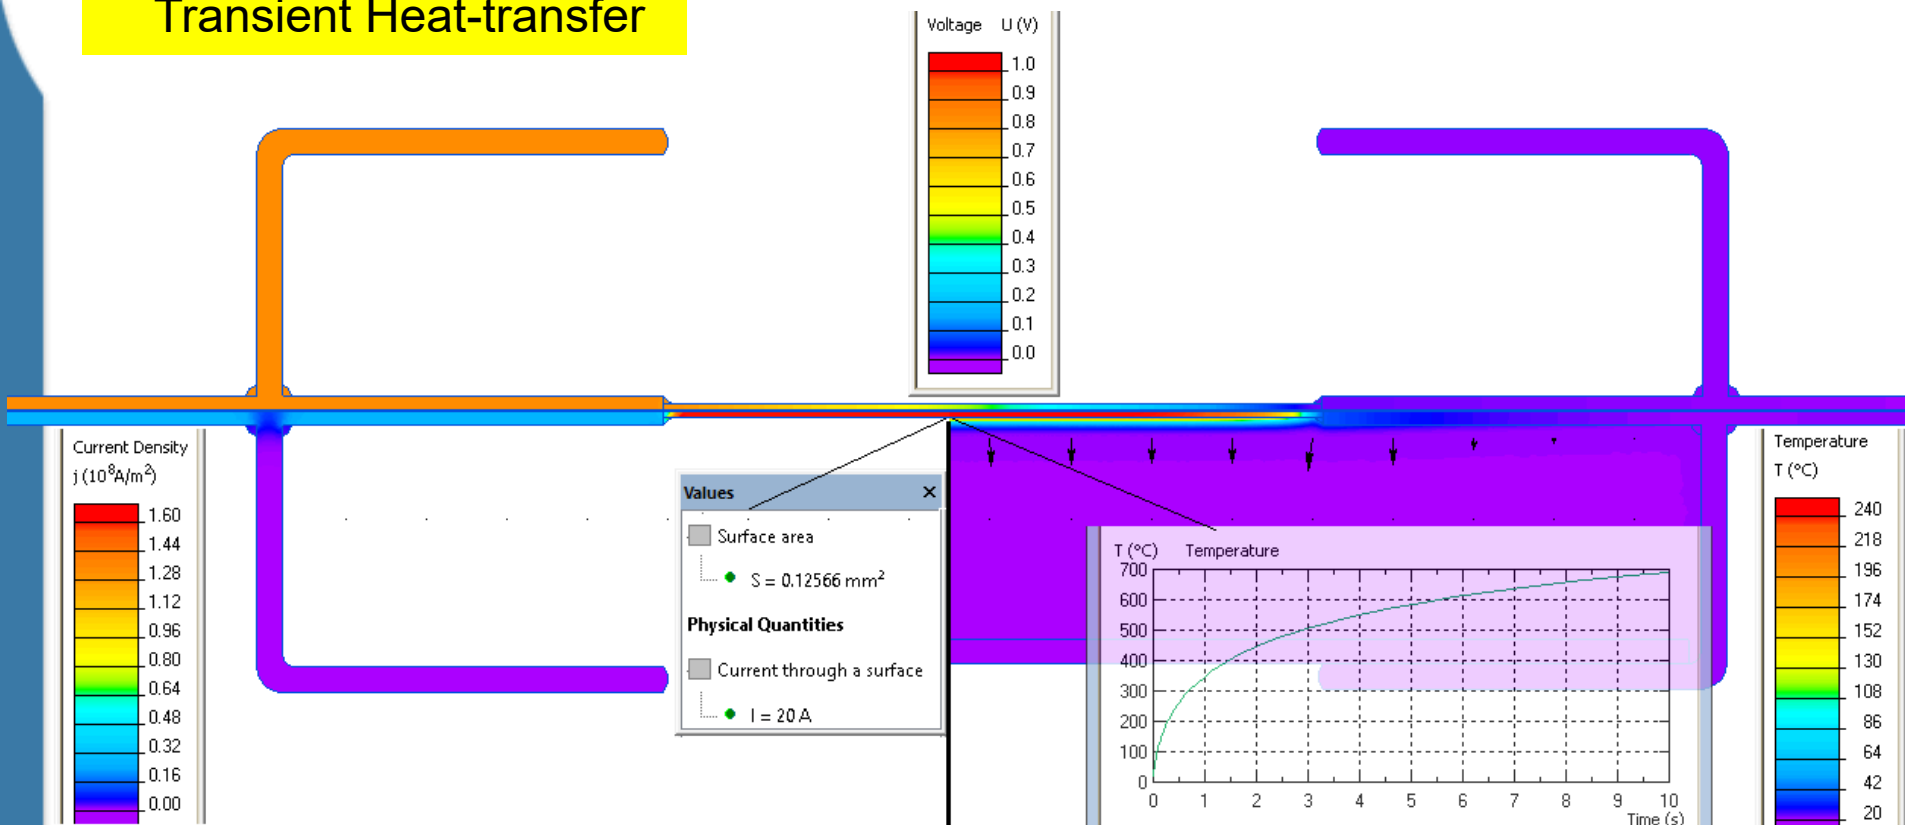 Transient Heat-transfer
Voltage U (V)
1.0
0.9
0.8
0.7
0.6
0.5
0.4
0.3
0.2
0.1
0.0
Current Density
j (10⁸A/m²)
1.60
1.44
1.28
1.12
0.96
0.80
0.64
0.48
0.32
0.16
0.00
Values ×
Surface area
S = 0.12566 mm²
Physical Quantities
Current through a surface
I = 20 A
T (°C) Temperature
700
600
500
400
300
200
100
0
0 1 2 3 4 5 6 7 8 9 10
Time (s)
Temperature
T (°C)
240
218
196
174
152
130
108
86
64
42
20